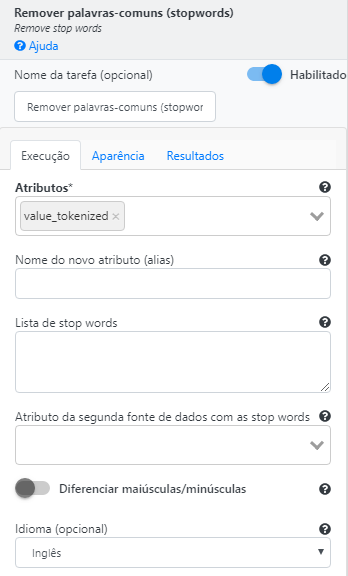 Remover palavras-comuns (stopwords)
Remove stop words
Ajuda
Nome da tarefa (opcional)
Habilitado
Remover palavras-comuns (stopwor
Execução Aparência Resultados
Atributos*
value_tokenized ×
Nome do novo atributo (alias)
Lista de stop words
Atributo da segunda fonte de dados com as stop words
Diferenciar maiúsculas/minúsculas
Idioma (opcional)
Inglês